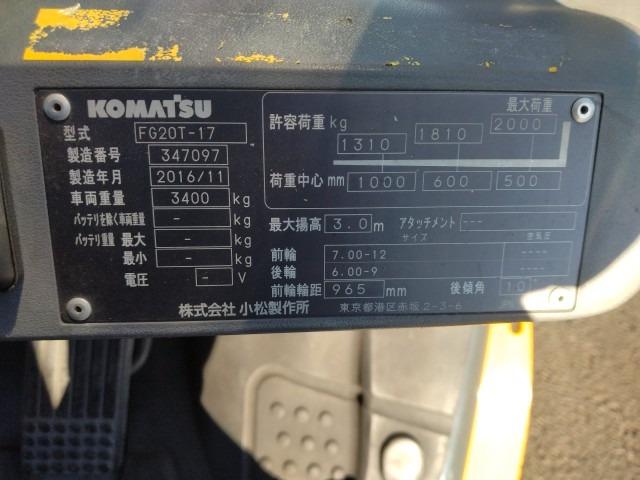 KOMATSU
型式 FG20T-17
製造番号 347097
製造年月 2016/11
車両重量 3400 kg
バッテリを除く車両重量 - kg
バッテリ重量 最大 - kg
最小 - kg
電圧 - V
最大荷重
許容荷重 kg 1310 1810 2000
荷重中心 mm 1000 600 500
最大揚高 3.0 m アタッチメント ---
サイズ 空気圧
前輪 7.00-12 ----
後輪 6.00-9 ----
前輪輪距 965 mm 後傾角 10°
株式会社 小松製作所 東京都港区赤坂2-3-6